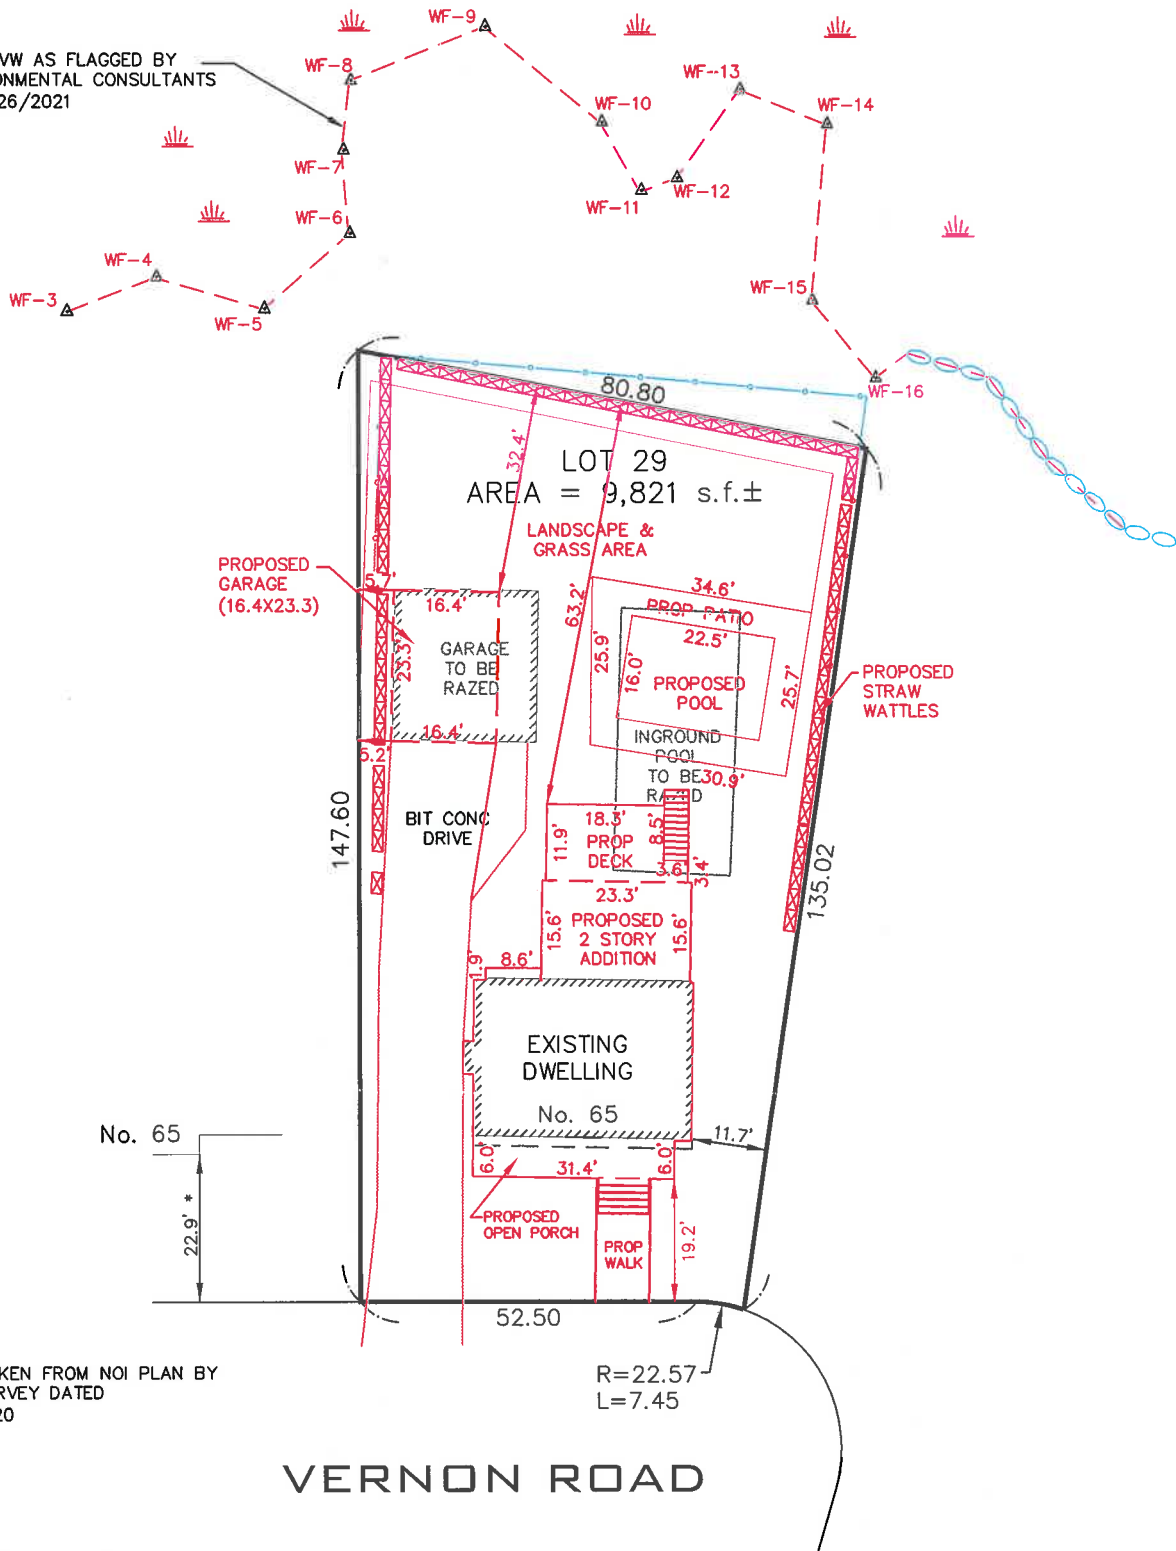 WF-9
VW AS FLAGGED BY
ONMENTAL CONSULTANTS
26/2021
WF-8
WF-13
WF-10
WF-14
WF-7
WF-12
WF-11
WF-6
WF-4
WF-3
WF-5
WF-15
WF-16
80.80
32.4'
LOT 29
AREA = 9,821 s.f.±
LANDSCAPE &
GRASS AREA
PROPOSED
GARAGE
(16.4X23.3)
5.7'
16.4'
23.3'
GARAGE
TO BE
RAZED
16.4'
5.2'
63.2'
34.6'
PROP PATIO
22.5'
25.9'
16.0'
PROPOSED
POOL
25.7'
INGROUND
POOL
TO BE
RAZED
30.9'
PROPOSED
STRAW
WATTLES
147.60
BIT CONC
DRIVE
18.3'
PROP
DECK
11.9'
8.5'
3.6'
3.4'
135.02
23.3'
PROPOSED
2 STORY
ADDITION
15.6'
15.6'
8.6'
1.9'
EXISTING
DWELLING
No. 65
No. 65
11.7'
6.0'
31.4'
6.0'
22.9' *
PROPOSED
OPEN PORCH
PROP
WALK
19.2'
52.50
R=22.57
L=7.45
KEN FROM NOI PLAN BY
RVEY DATED
20
VERNON ROAD